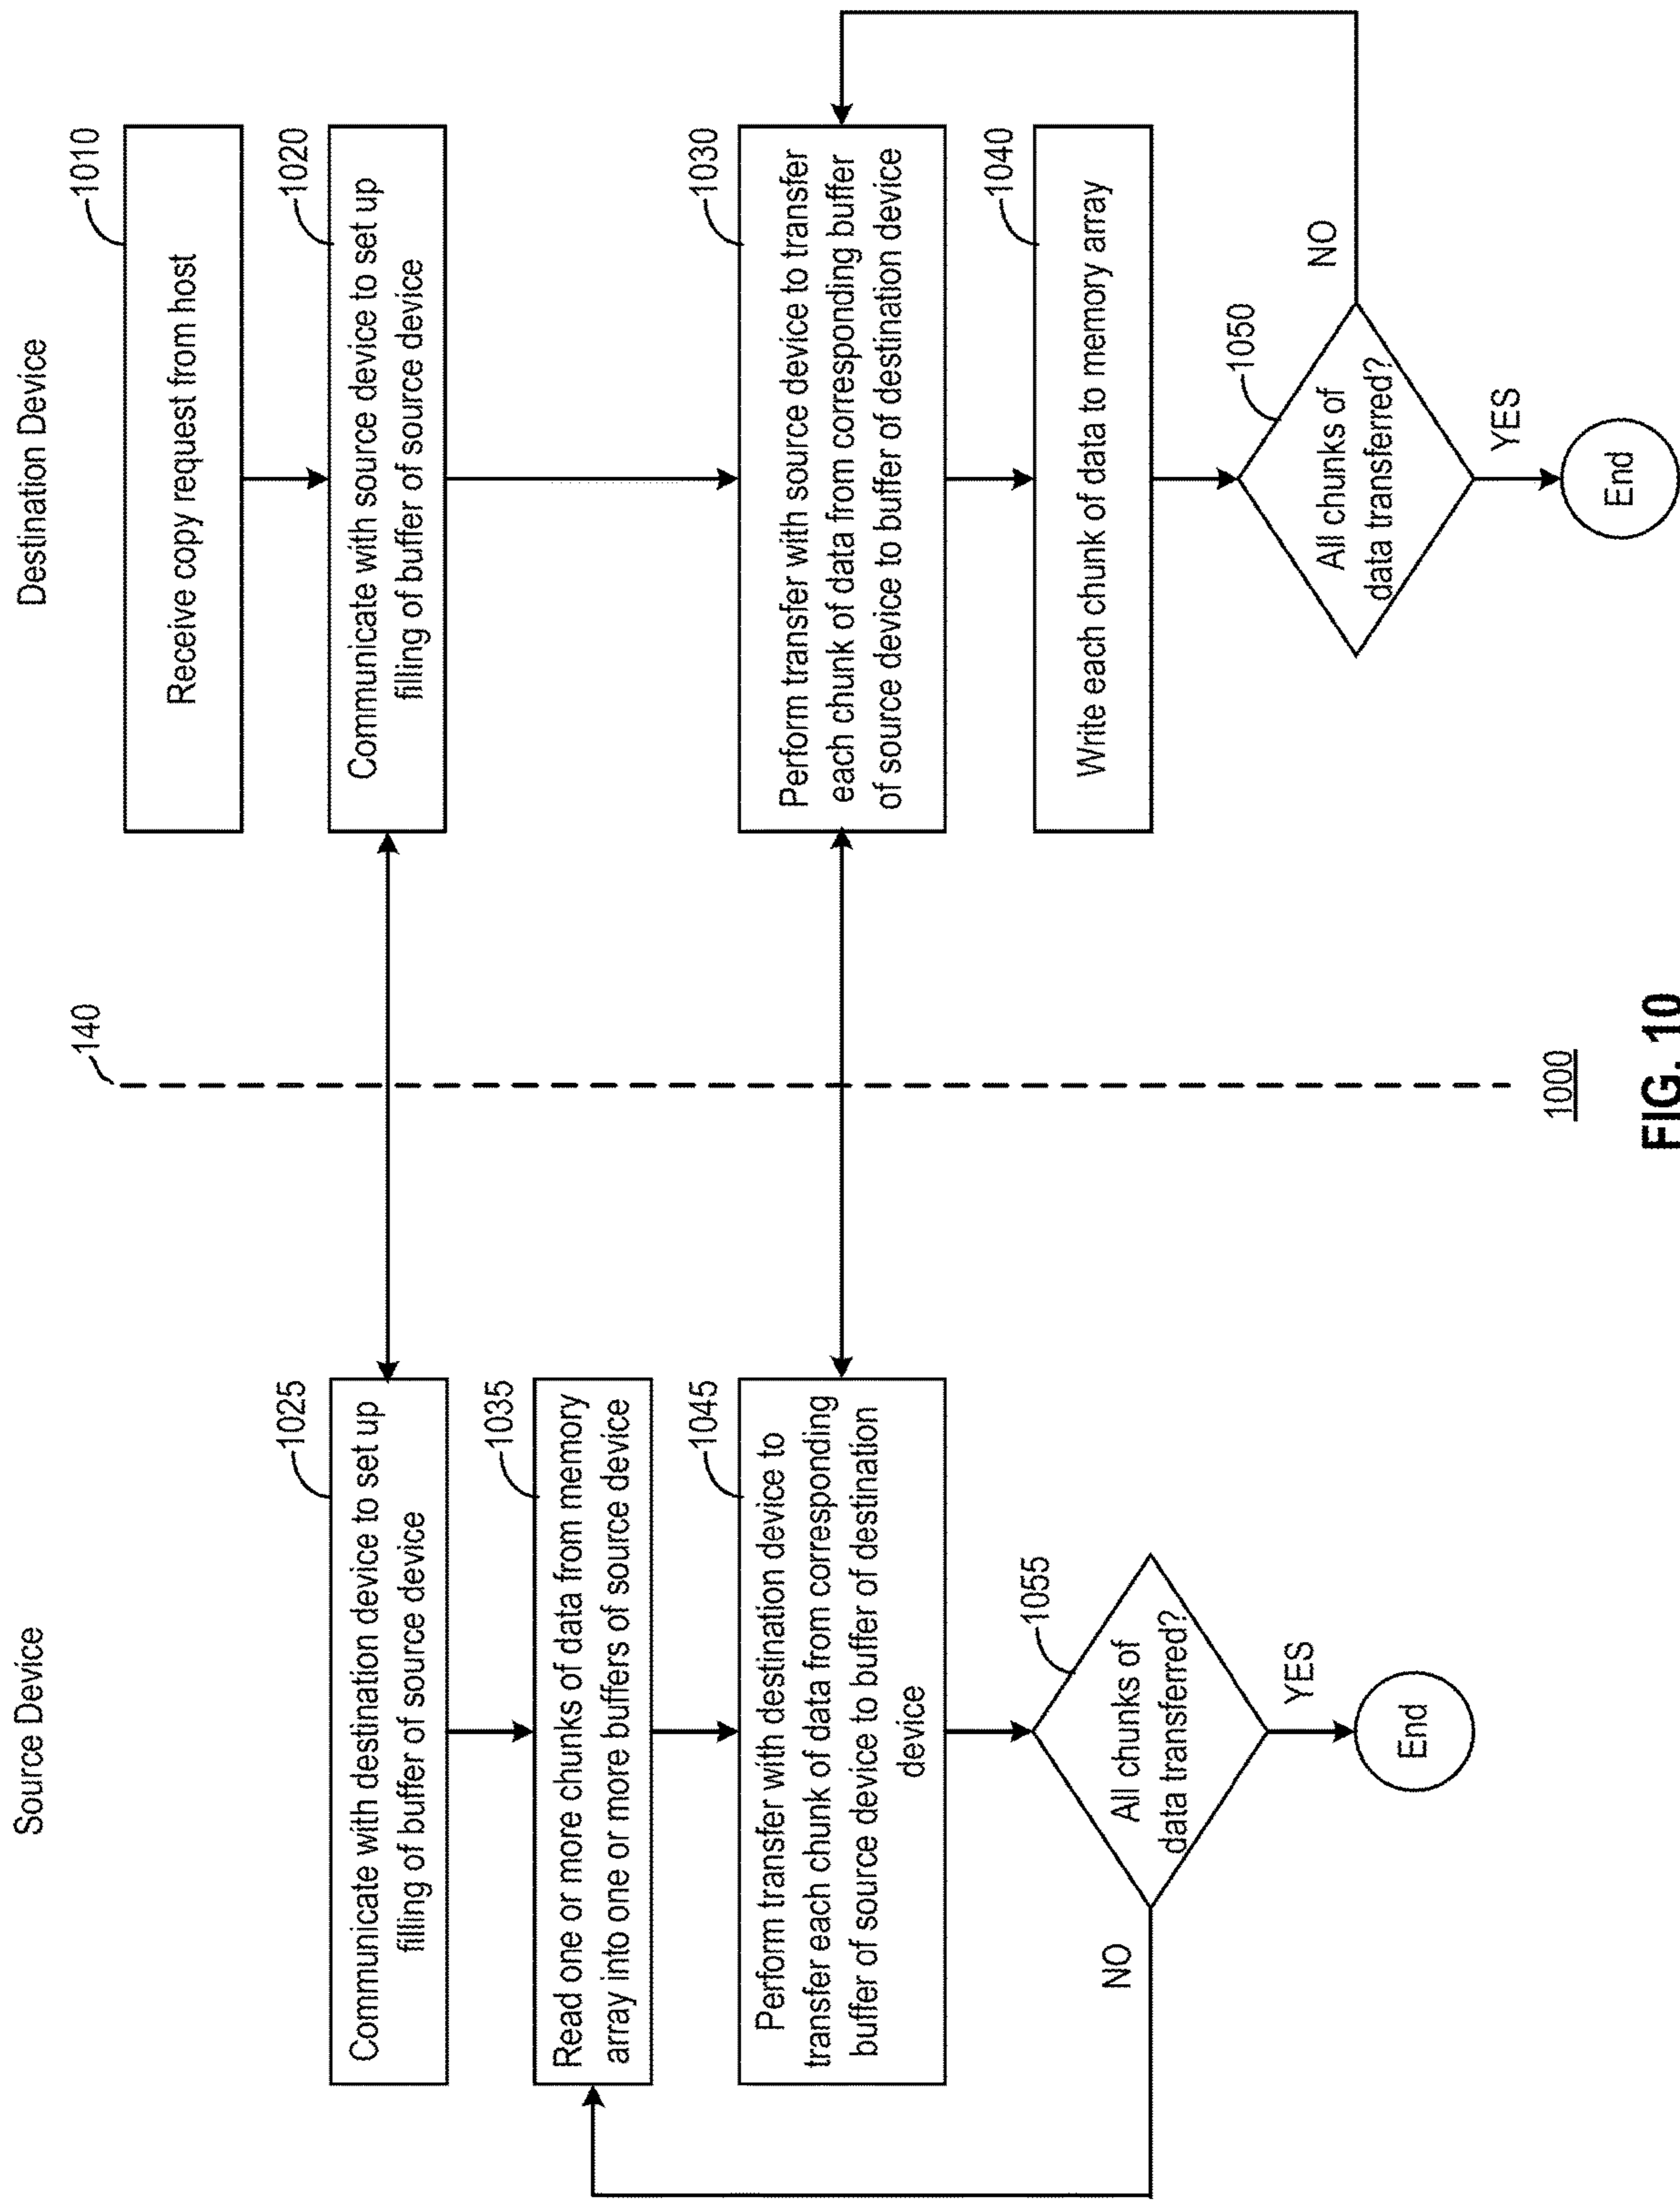 Source Device
Destination Device
140
1010
Receive copy request from host
1025
Communicate with destination device to set up
filling of buffer of source device
1020
Communicate with source device to set up
filling of buffer of source device
1035
Read one or more chunks of data from memory
array into one or more buffers of source device
1045
Perform transfer with destination device to
transfer each chunk of data from corresponding
buffer of source device to buffer of destination
device
1030
Perform transfer with source device to transfer
each chunk of data from corresponding buffer
of source device to buffer of destination device
1040
Write each chunk of data to memory array
1055
All chunks of
data transferred?
NO
YES
End
1050
All chunks of
data transferred?
NO
YES
End
1000
FIG. 10